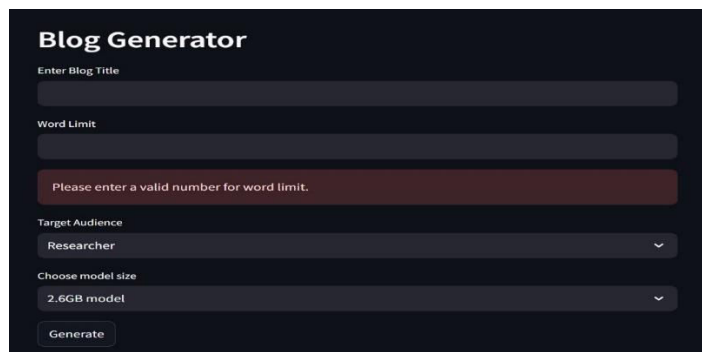 Blog Generator
Enter Blog Title
Word Limit
Please enter a valid number for word limit.
Target Audience
Researcher
Choose model size
2.6GB model
Generate